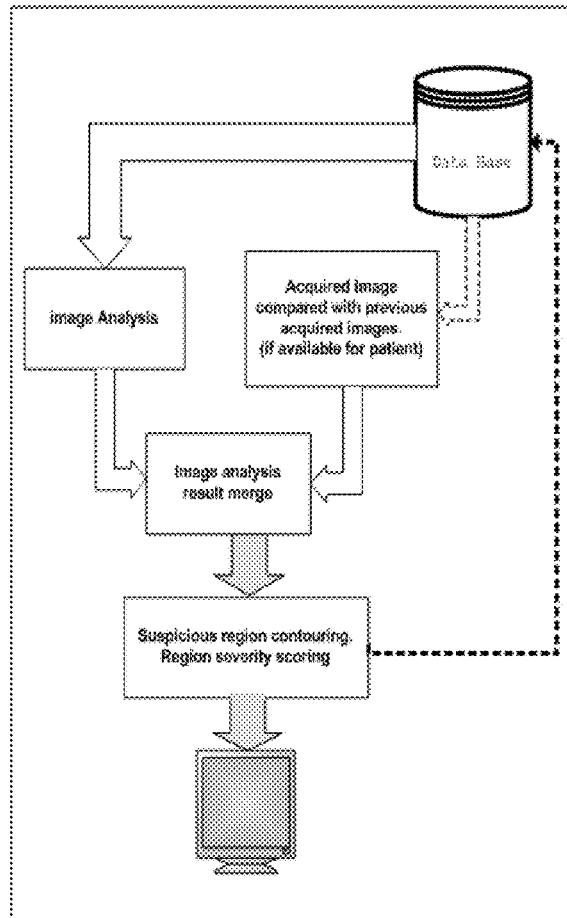 Data Base
image Analysis
Acquired Image
compared with previous
acquired images.
(if available for patient)
Image analysis
result merge
Suspicious region contouring.
Region severity scoring